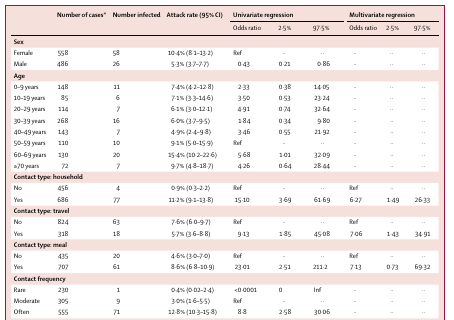 Number of cases* Number infected Attack rate (95% CI) Univariate regression Multivariate regression
Odds ratio 2·5% 97·5% Odds ratio 2·5% 97·5%
Sex
Female 558 58 10·4% (8·1–13·2) Ref ·· ·· ·· ·· ··
Male 486 26 5·3% (3·7–7·7) 0·43 0·21 0·86 ·· ·· ··
Age
0–9 years 148 11 7·4% (4·2–12·8) 2·33 0·38 14·05 ·· ·· ··
10–19 years 85 6 7·1% (3·3–14·6) 3·50 0·53 23·24 ·· ·· ··
20–29 years 114 7 6·1% (3·0–12·1) 4·91 0·74 32·64 ·· ·· ··
30–39 years 268 16 6·0% (3·7–9·5) 1·84 0·34 9·80 ·· ·· ··
40–49 years 143 7 4·9% (2·4–9·8) 3·46 0·55 21·92 ·· ·· ··
50–59 years 110 10 9·1% (5·0–15·9) Ref ·· ·· ·· ·· ··
60–69 years 130 20 15·4% (10·2–22·6) 5·68 1·01 32·09 ·· ·· ··
≥70 years 72 7 9·7% (4·8–18·7) 4·26 0·64 28·44 ·· ·· ··
Contact type: household
No 456 4 0·9% (0·3–2·2) Ref ·· ·· Ref ·· ··
Yes 686 77 11·2% (9·1–13·8) 15·10 3·69 61·69 6·27 1·49 26·33
Contact type: travel
No 824 63 7·6% (6·0–9·7) Ref ·· ·· Ref ·· ··
Yes 318 18 5·7% (3·6–8·8) 9·13 1·85 45·08 7·06 1·43 34·91
Contact type: meal
No 435 20 4·6% (3·0–7·0) Ref ·· ·· Ref ·· ··
Yes 707 61 8·6% (6·8–10·9) 23·01 2·51 211·2 7·13 0·73 69·32
Contact frequency
Rare 230 1 0·4% (0·02–2·4) <0·0001 0 Inf ·· ·· ··
Moderate 305 9 3·0% (1·6–5·5) Ref ·· ·· ·· ·· ··
Often 555 71 12·8% (10·3–15·8) 8·8 2·58 30·06 ·· ·· ··